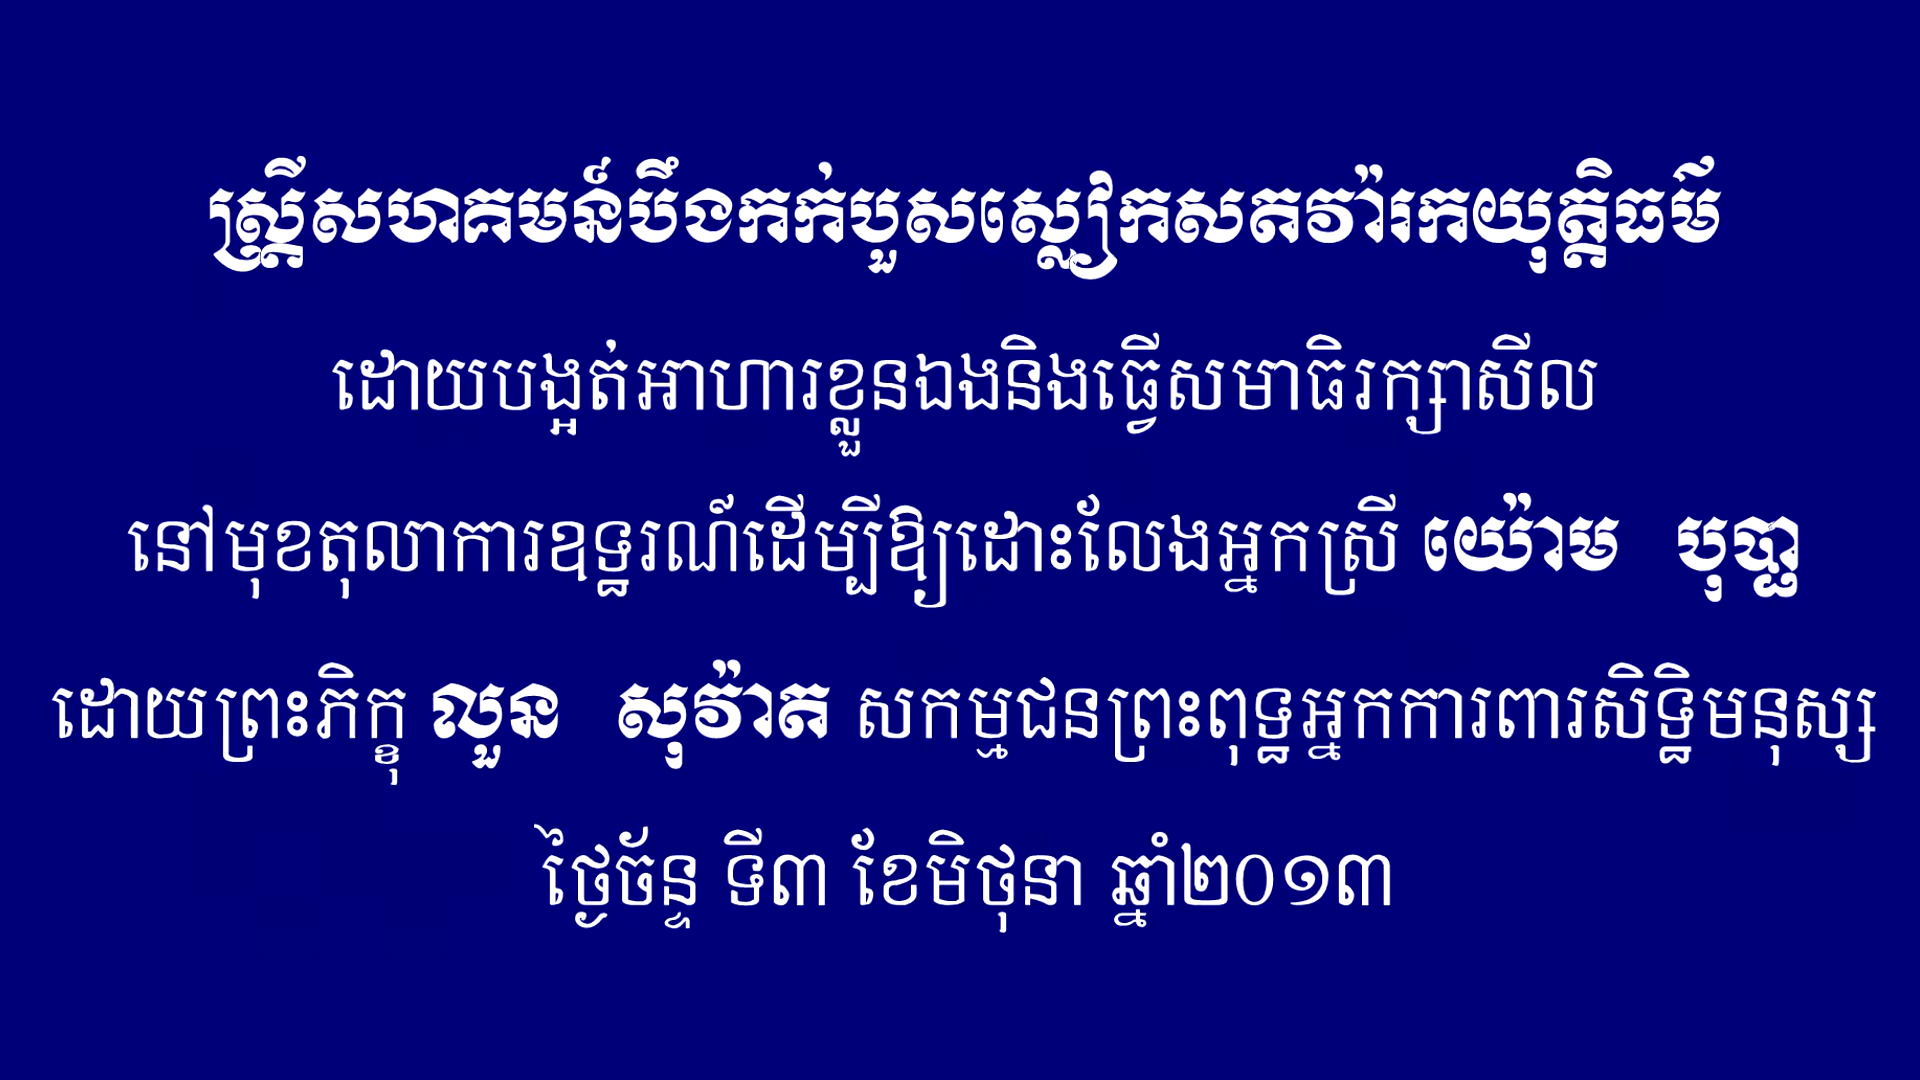 ស្ត្រីសហគមន៍បឹងកក់បួសស្លៀកសតវ៉ារកយុត្តិធម៌
ដោយបង្អត់អាហារខ្លួនឯងនិងធ្វើសមាធិរក្សាសីល
នៅមុខតុលាការឧទ្ធរណ៍ដើម្បីឱ្យដោះលែងអ្នកស្រី យ៉ោម បុប្ផា
ដោយព្រះភិក្ខុ លួន សុវ៉ាត សកម្មជនព្រះពុទ្ធអ្នកការពារសិទ្ធិមនុស្ស
ថ្ងៃច័ន្ទ ទី៣ ខែមិថុនា ឆ្នាំ២០១៣